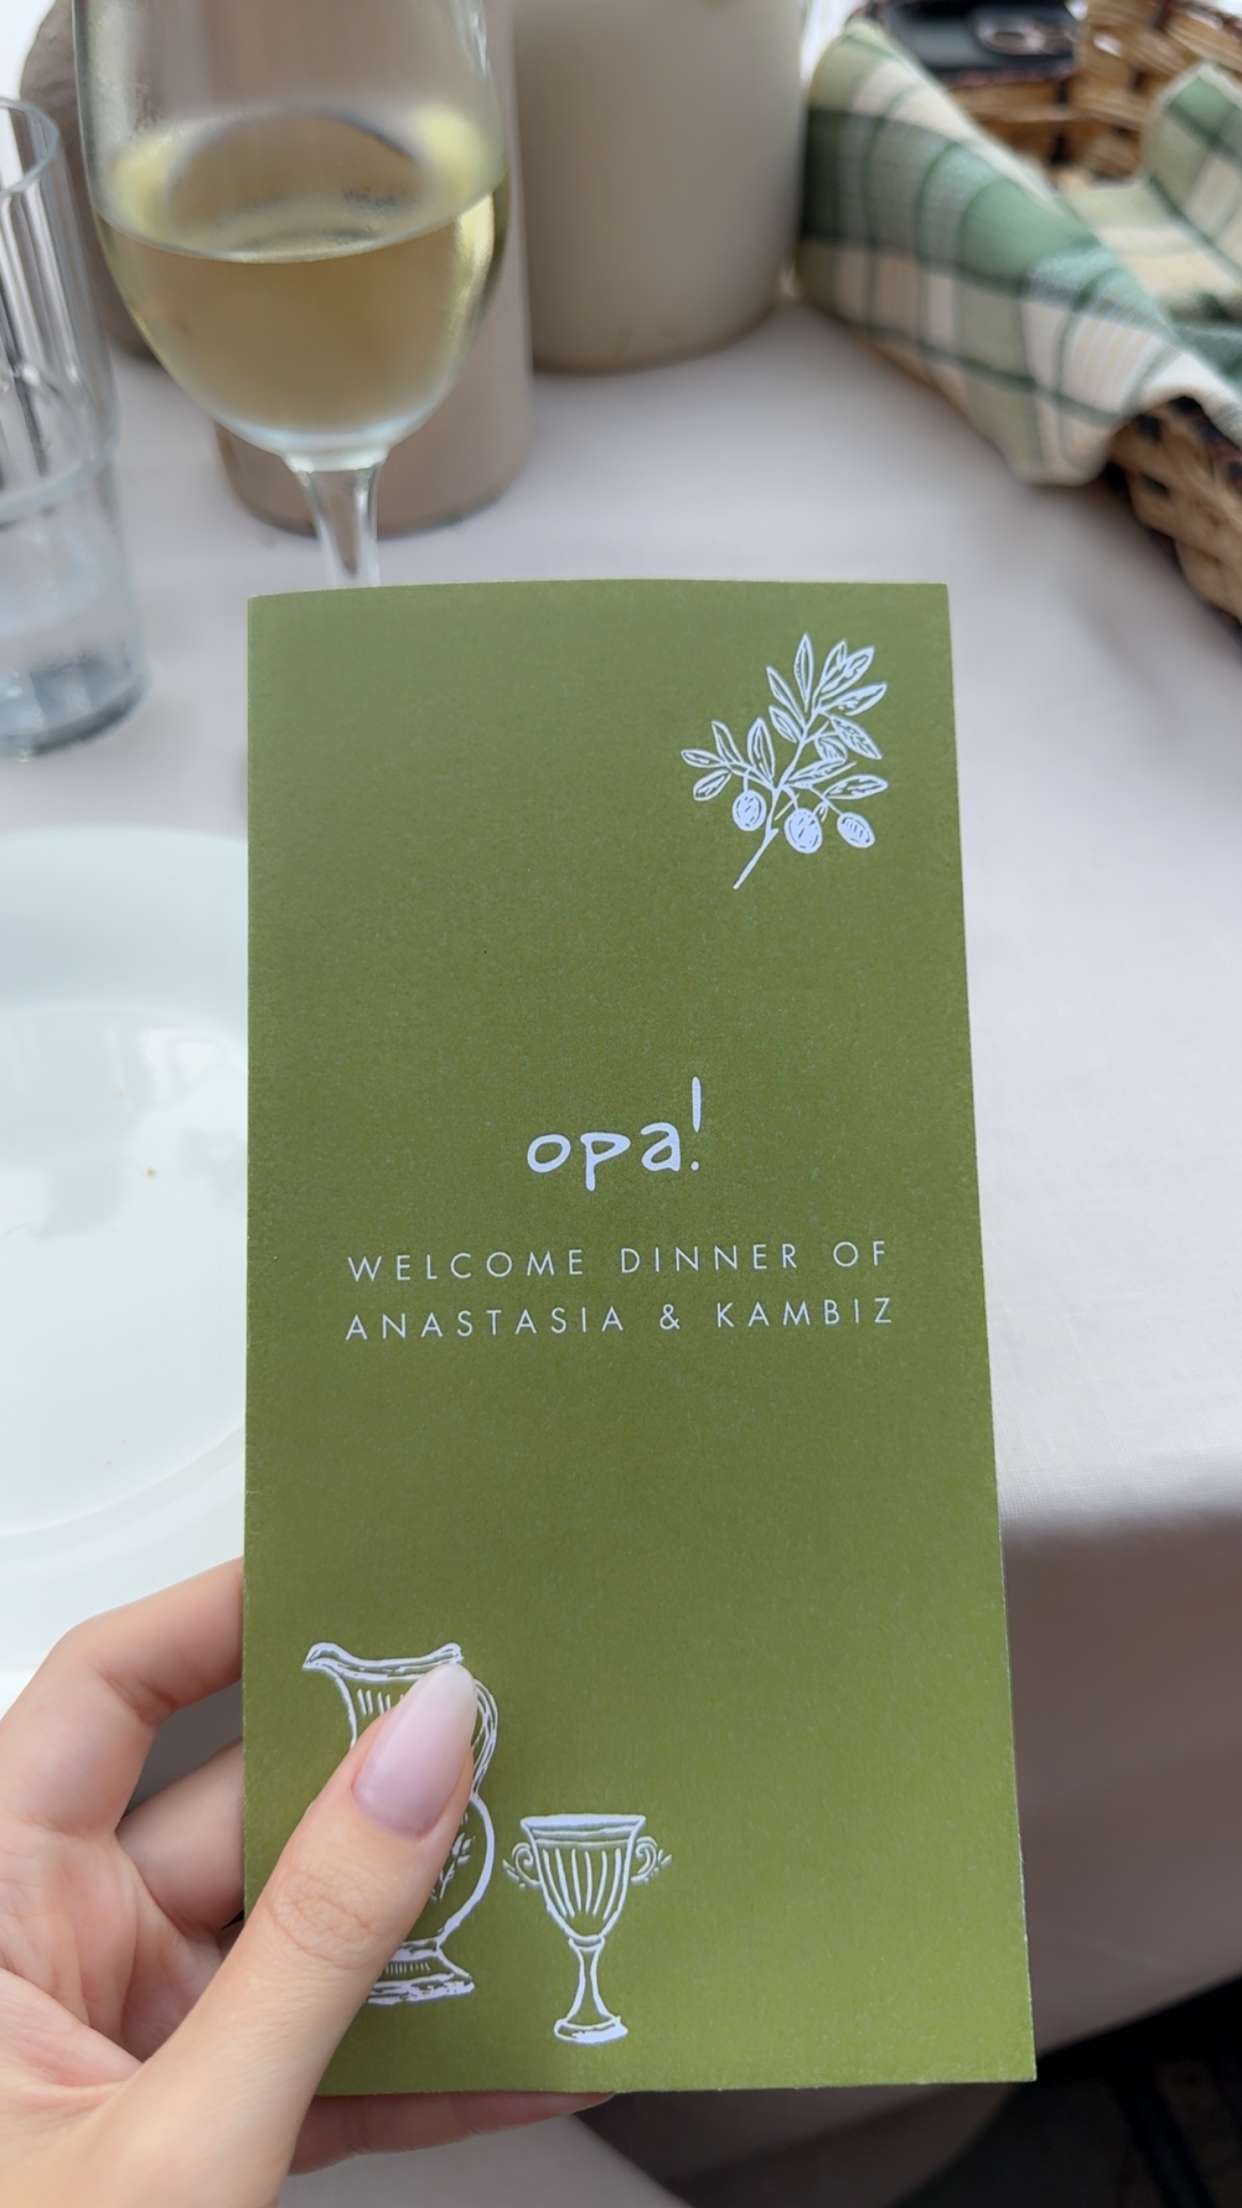 opa!
WELCOME DINNER OF
ANASTASIA & KAMBIZ